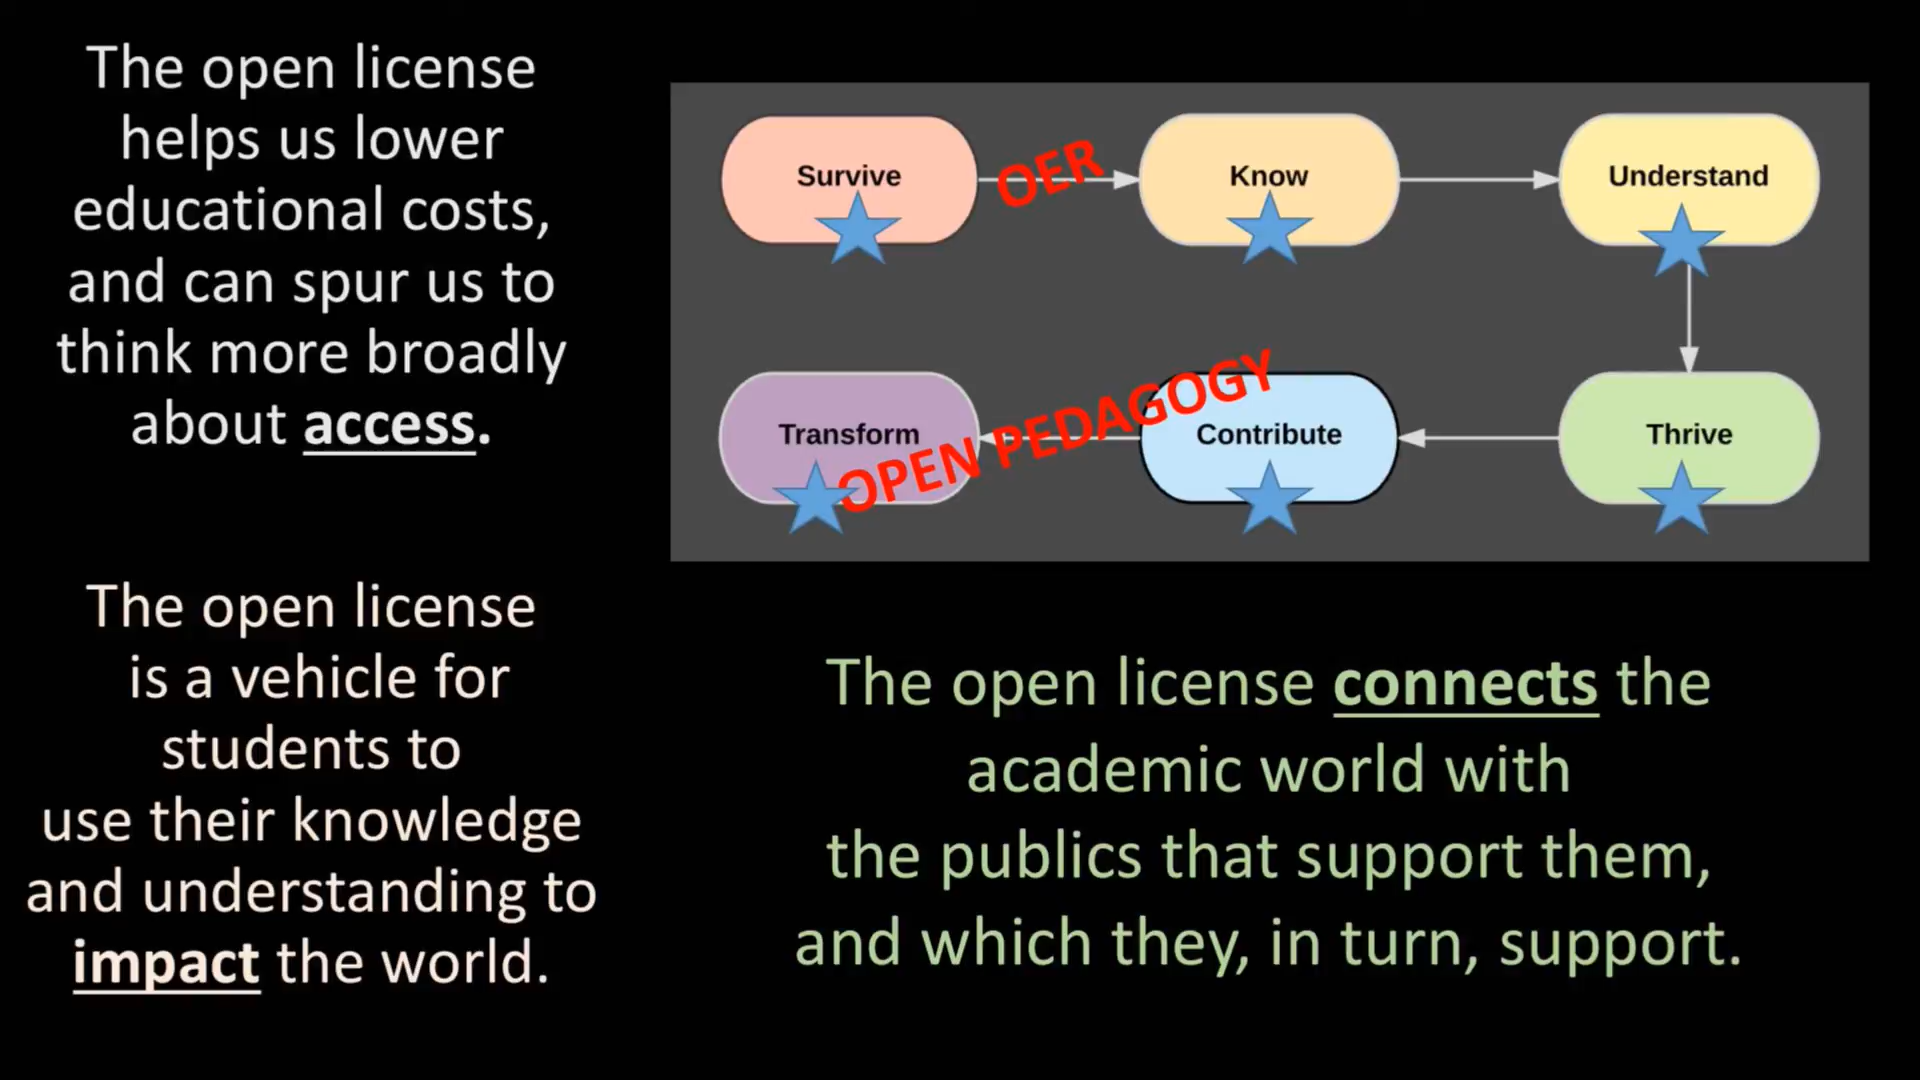 The open license
helps us lower
educational costs,
and can spur us to
think more broadly
about access.
The open license
is a vehicle for
students to
use their knowledge
and understanding to
impact the world.
Survive
OER
Know
Understand
Transform
OPEN PEDAGOGY
Contribute
Thrive
The open license connects the
academic world with
the publics that support them,
and which they, in turn, support.